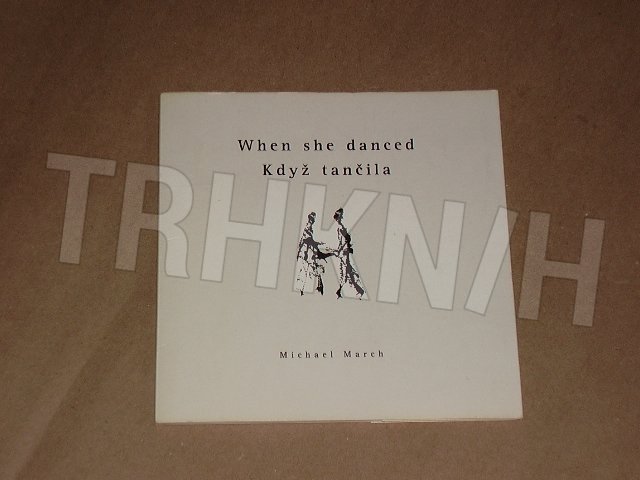 When she danced
Když tančila
TRHKNIH
Michael March